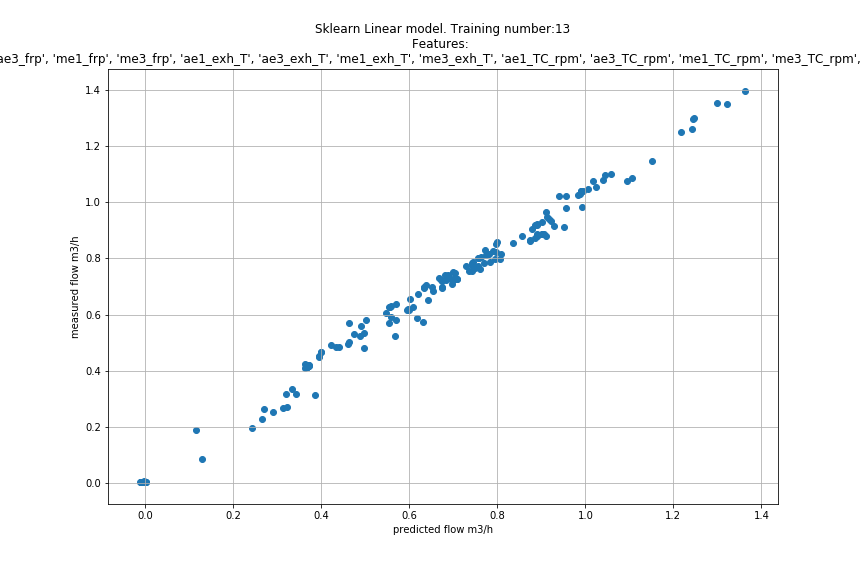 Sklearn Linear model. Training number:13
Features:
ae3_frp', 'me1_frp', 'me3_frp', 'ae1_exh_T', 'ae3_exh_T', 'me1_exh_T', 'me3_exh_T', 'ae1_TC_rpm', 'ae3_TC_rpm', 'me1_TC_rpm', 'me3_TC_rpm',
1.4
1.2
1.0
0.8
0.6
0.4
0.2
0.0
measured flow m3/h
0.0 0.2 0.4 0.6 0.8 1.0 1.2 1.4
predicted flow m3/h